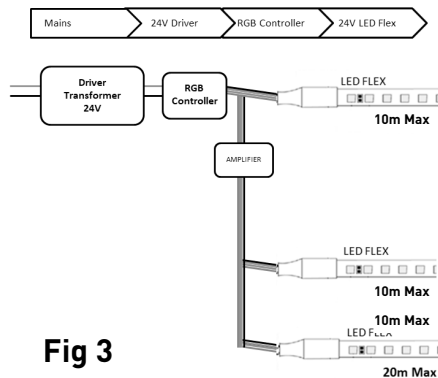 Mains
24V Driver
RGB Controller
24V LED Flex
Driver
Transformer
24V
RGB
Controller
LED FLEX
10m Max
AMPLIFIER
LED FLEX
10m Max
10m Max
LED
20m Max
Fig 3